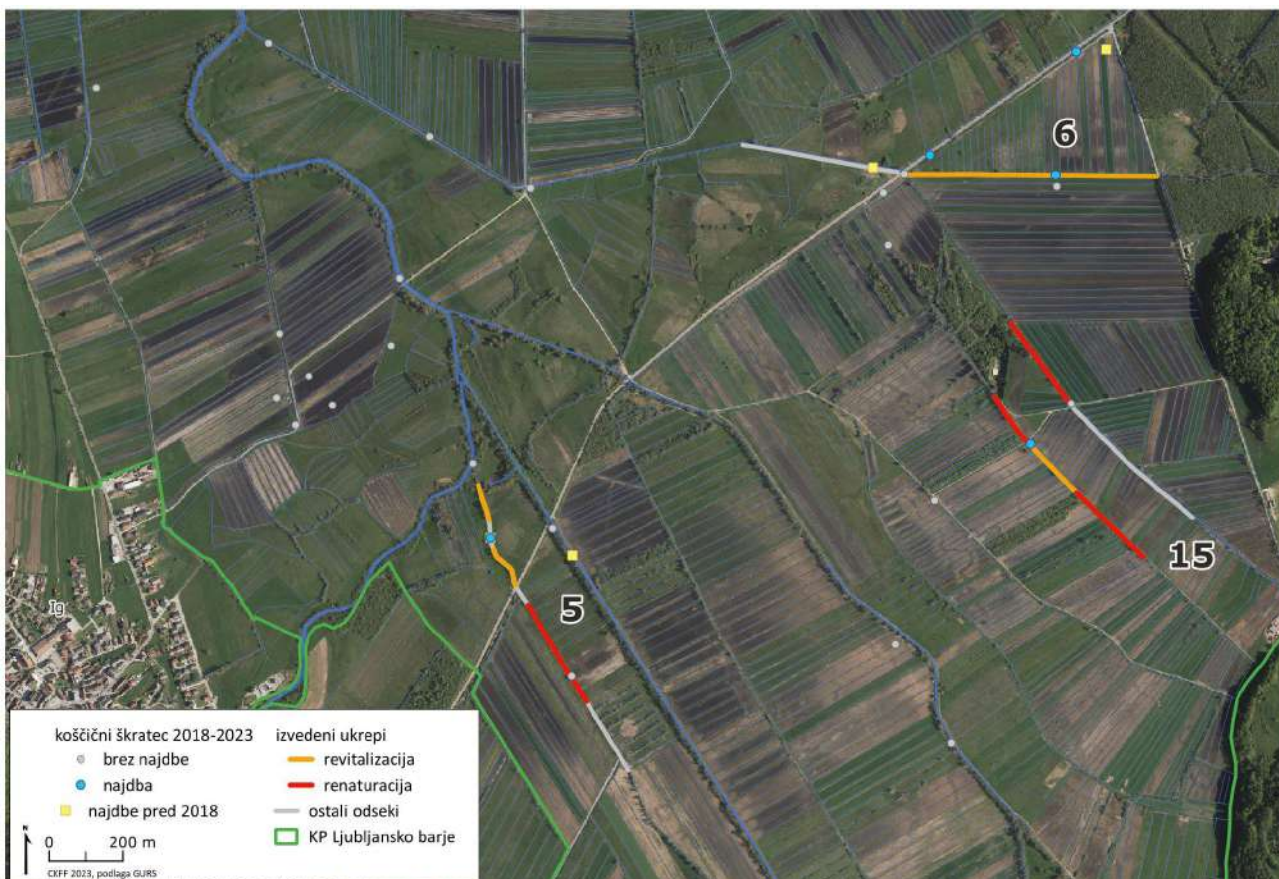 6
15
5
Ig
koščični škratec 2018-2023
brez najdbe
najdba
najdbe pred 2018
izvedeni ukrepi
revitalizacija
renaturacija
ostali odseki
KP Ljubljansko barje
N
0 200 m
CKFF 2023, podlaga GURS